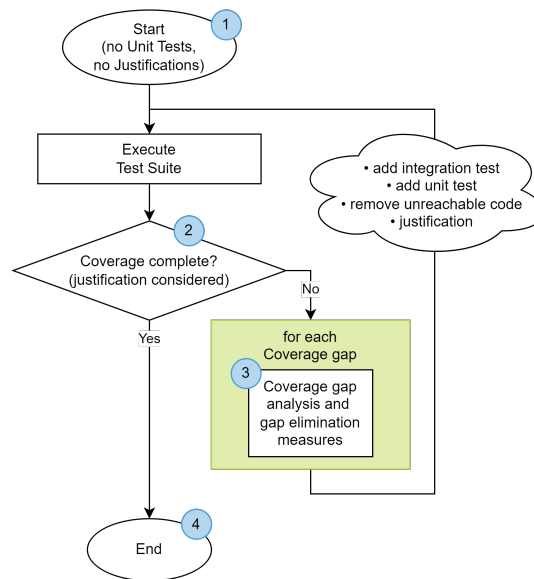 1
Start
(no Unit Tests,
no Justifications)
Execute
Test Suite
• add integration test
• add unit test
• remove unreachable code
• justification
2
Coverage complete?
(justification considered)
No
Yes
for each
Coverage gap
3
Coverage gap
analysis and
gap elimination
measures
4
End